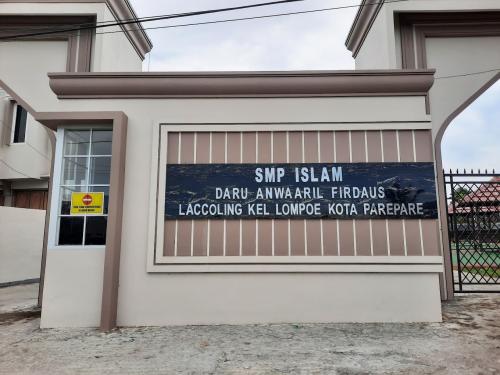 SMP ISLAM
DARU ANWAARIL FIRDAUS
LACCOLING KEL LOMPOE KOTA PAREPARE